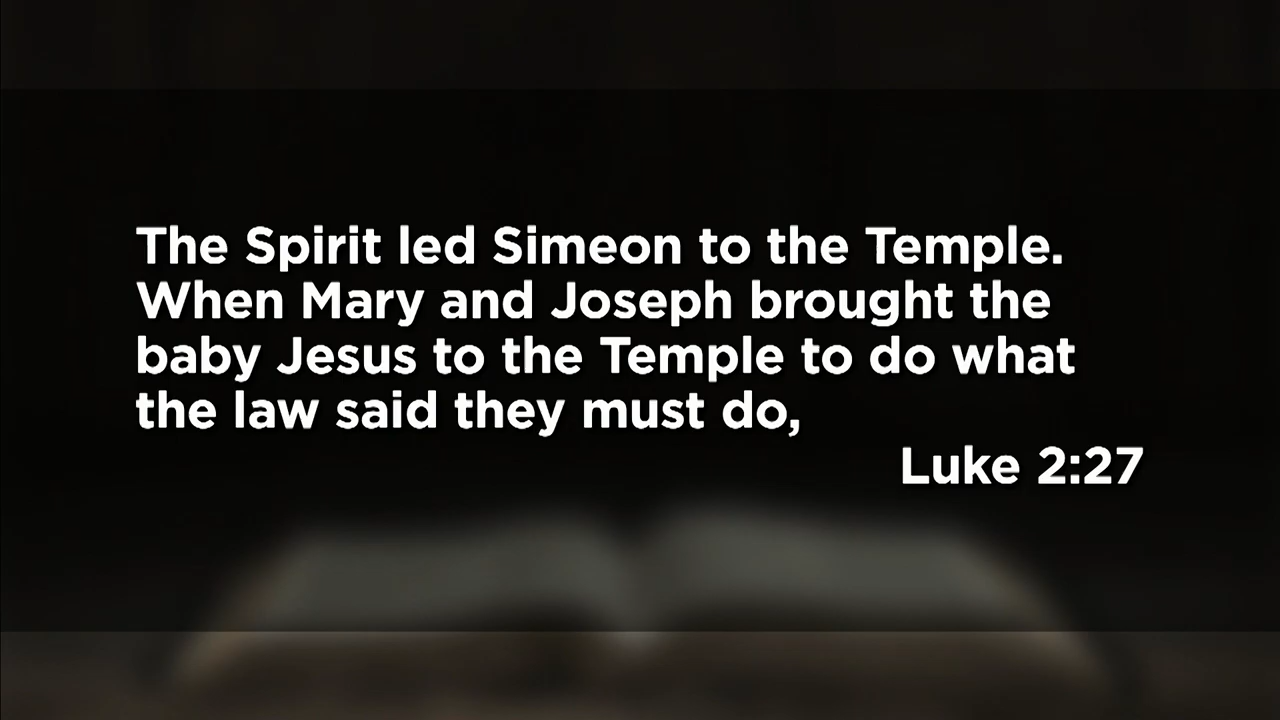 The Spirit led Simeon to the Temple.
When Mary and Joseph brought the
baby Jesus to the Temple to do what
the law said they must do,
Luke 2:27